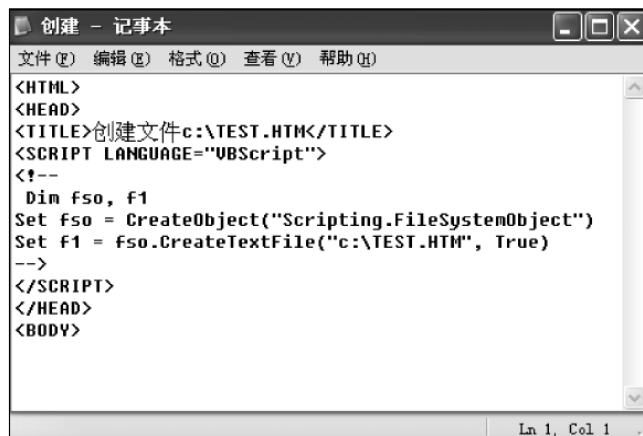 创建 - 记事本
文件(F) 编辑(E) 格式(O) 查看(V) 帮助(H)
<HTML>
<HEAD>
<TITLE>创建文件c:\TEST.HTM</TITLE>
<SCRIPT LANGUAGE="VBScript">
<!--
Dim fso, f1
Set fso = CreateObject("Scripting.FileSystemObject")
Set f1 = fso.CreateTextFile("c:\TEST.HTM", True)
-->
</SCRIPT>
</HEAD>
<BODY>
Ln 1, Col 1